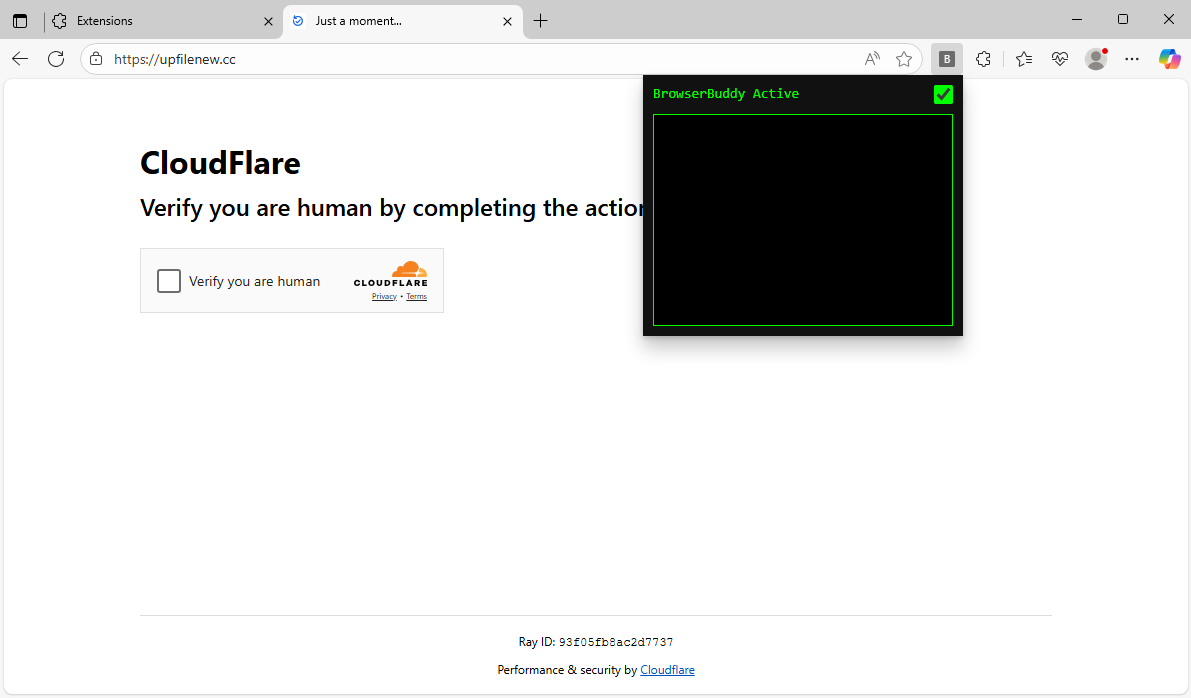 Extensions
Just a moment...
https://upfilenew.cc
B
BrowserBuddy Active
CloudFlare
Verify you are human by completing the action
Verify you are human
CLOUDFLARE
Privacy • Terms
Ray ID: 93f05fb8ac2d7737
Performance & security by Cloudflare